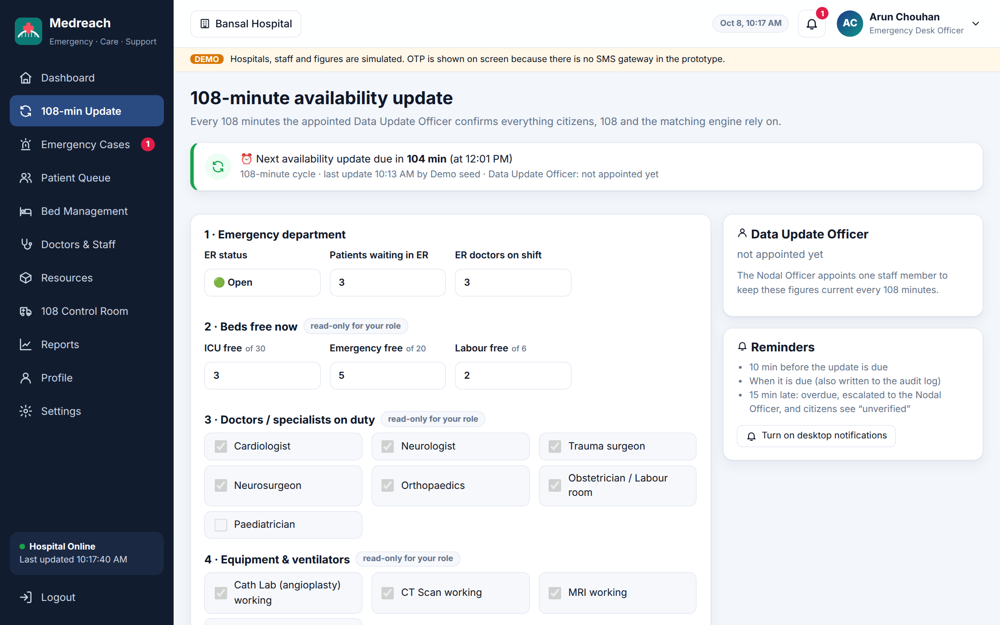 Medreach
Emergency · Care · Support
Dashboard
108-min Update
Emergency Cases 1
Patient Queue
Bed Management
Doctors & Staff
Resources
108 Control Room
Reports
Profile
Settings
Hospital Online
Last updated 10:17:40 AM
Logout
Bansal Hospital
Oct 8, 10:17 AM
1
AC
Arun Chouhan
Emergency Desk Officer
DEMO Hospitals, staff and figures are simulated. OTP is shown on screen because there is no SMS gateway in the prototype.
108-minute availability update
Every 108 minutes the appointed Data Update Officer confirms everything citizens, 108 and the matching engine rely on.
⏰ Next availability update due in 104 min (at 12:01 PM)
108-minute cycle · last update 10:13 AM by Demo seed · Data Update Officer: not appointed yet
1 · Emergency department
ER status Patients waiting in ER ER doctors on shift
🟢 Open 3 3
2 · Beds free now read-only for your role
ICU free of 30 Emergency free of 20 Labour free of 6
3 5 2
3 · Doctors / specialists on duty read-only for your role
Cardiologist Neurologist Trauma surgeon
Neurosurgeon Orthopaedics Obstetrician / Labour
room
Paediatrician
4 · Equipment & ventilators read-only for your role
Cath Lab (angioplasty)
working
CT Scan working MRI working
Data Update Officer
not appointed yet
The Nodal Officer appoints one staff member to
keep these figures current every 108 minutes.
Reminders
• 10 min before the update is due
• When it is due (also written to the audit log)
• 15 min late: overdue, escalated to the Nodal
Officer, and citizens see “unverified”
Turn on desktop notifications